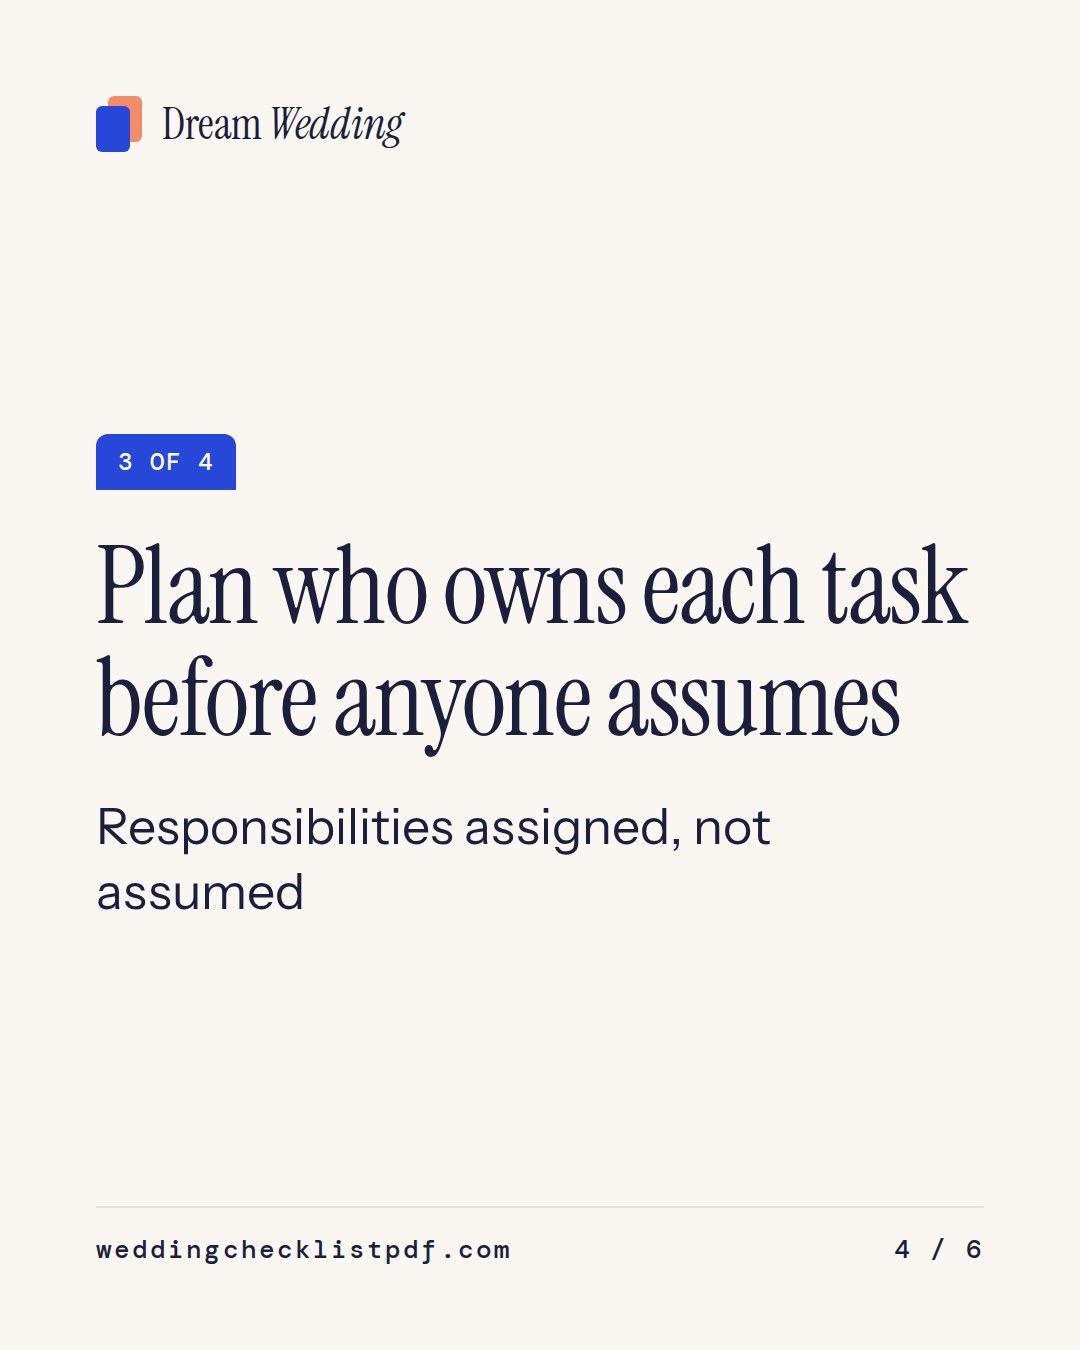 Dream Wedding
3 OF 4
Plan who owns each task
before anyone assumes
Responsibilities assigned, not
assumed
weddingchecklistpdf.com
4 / 6